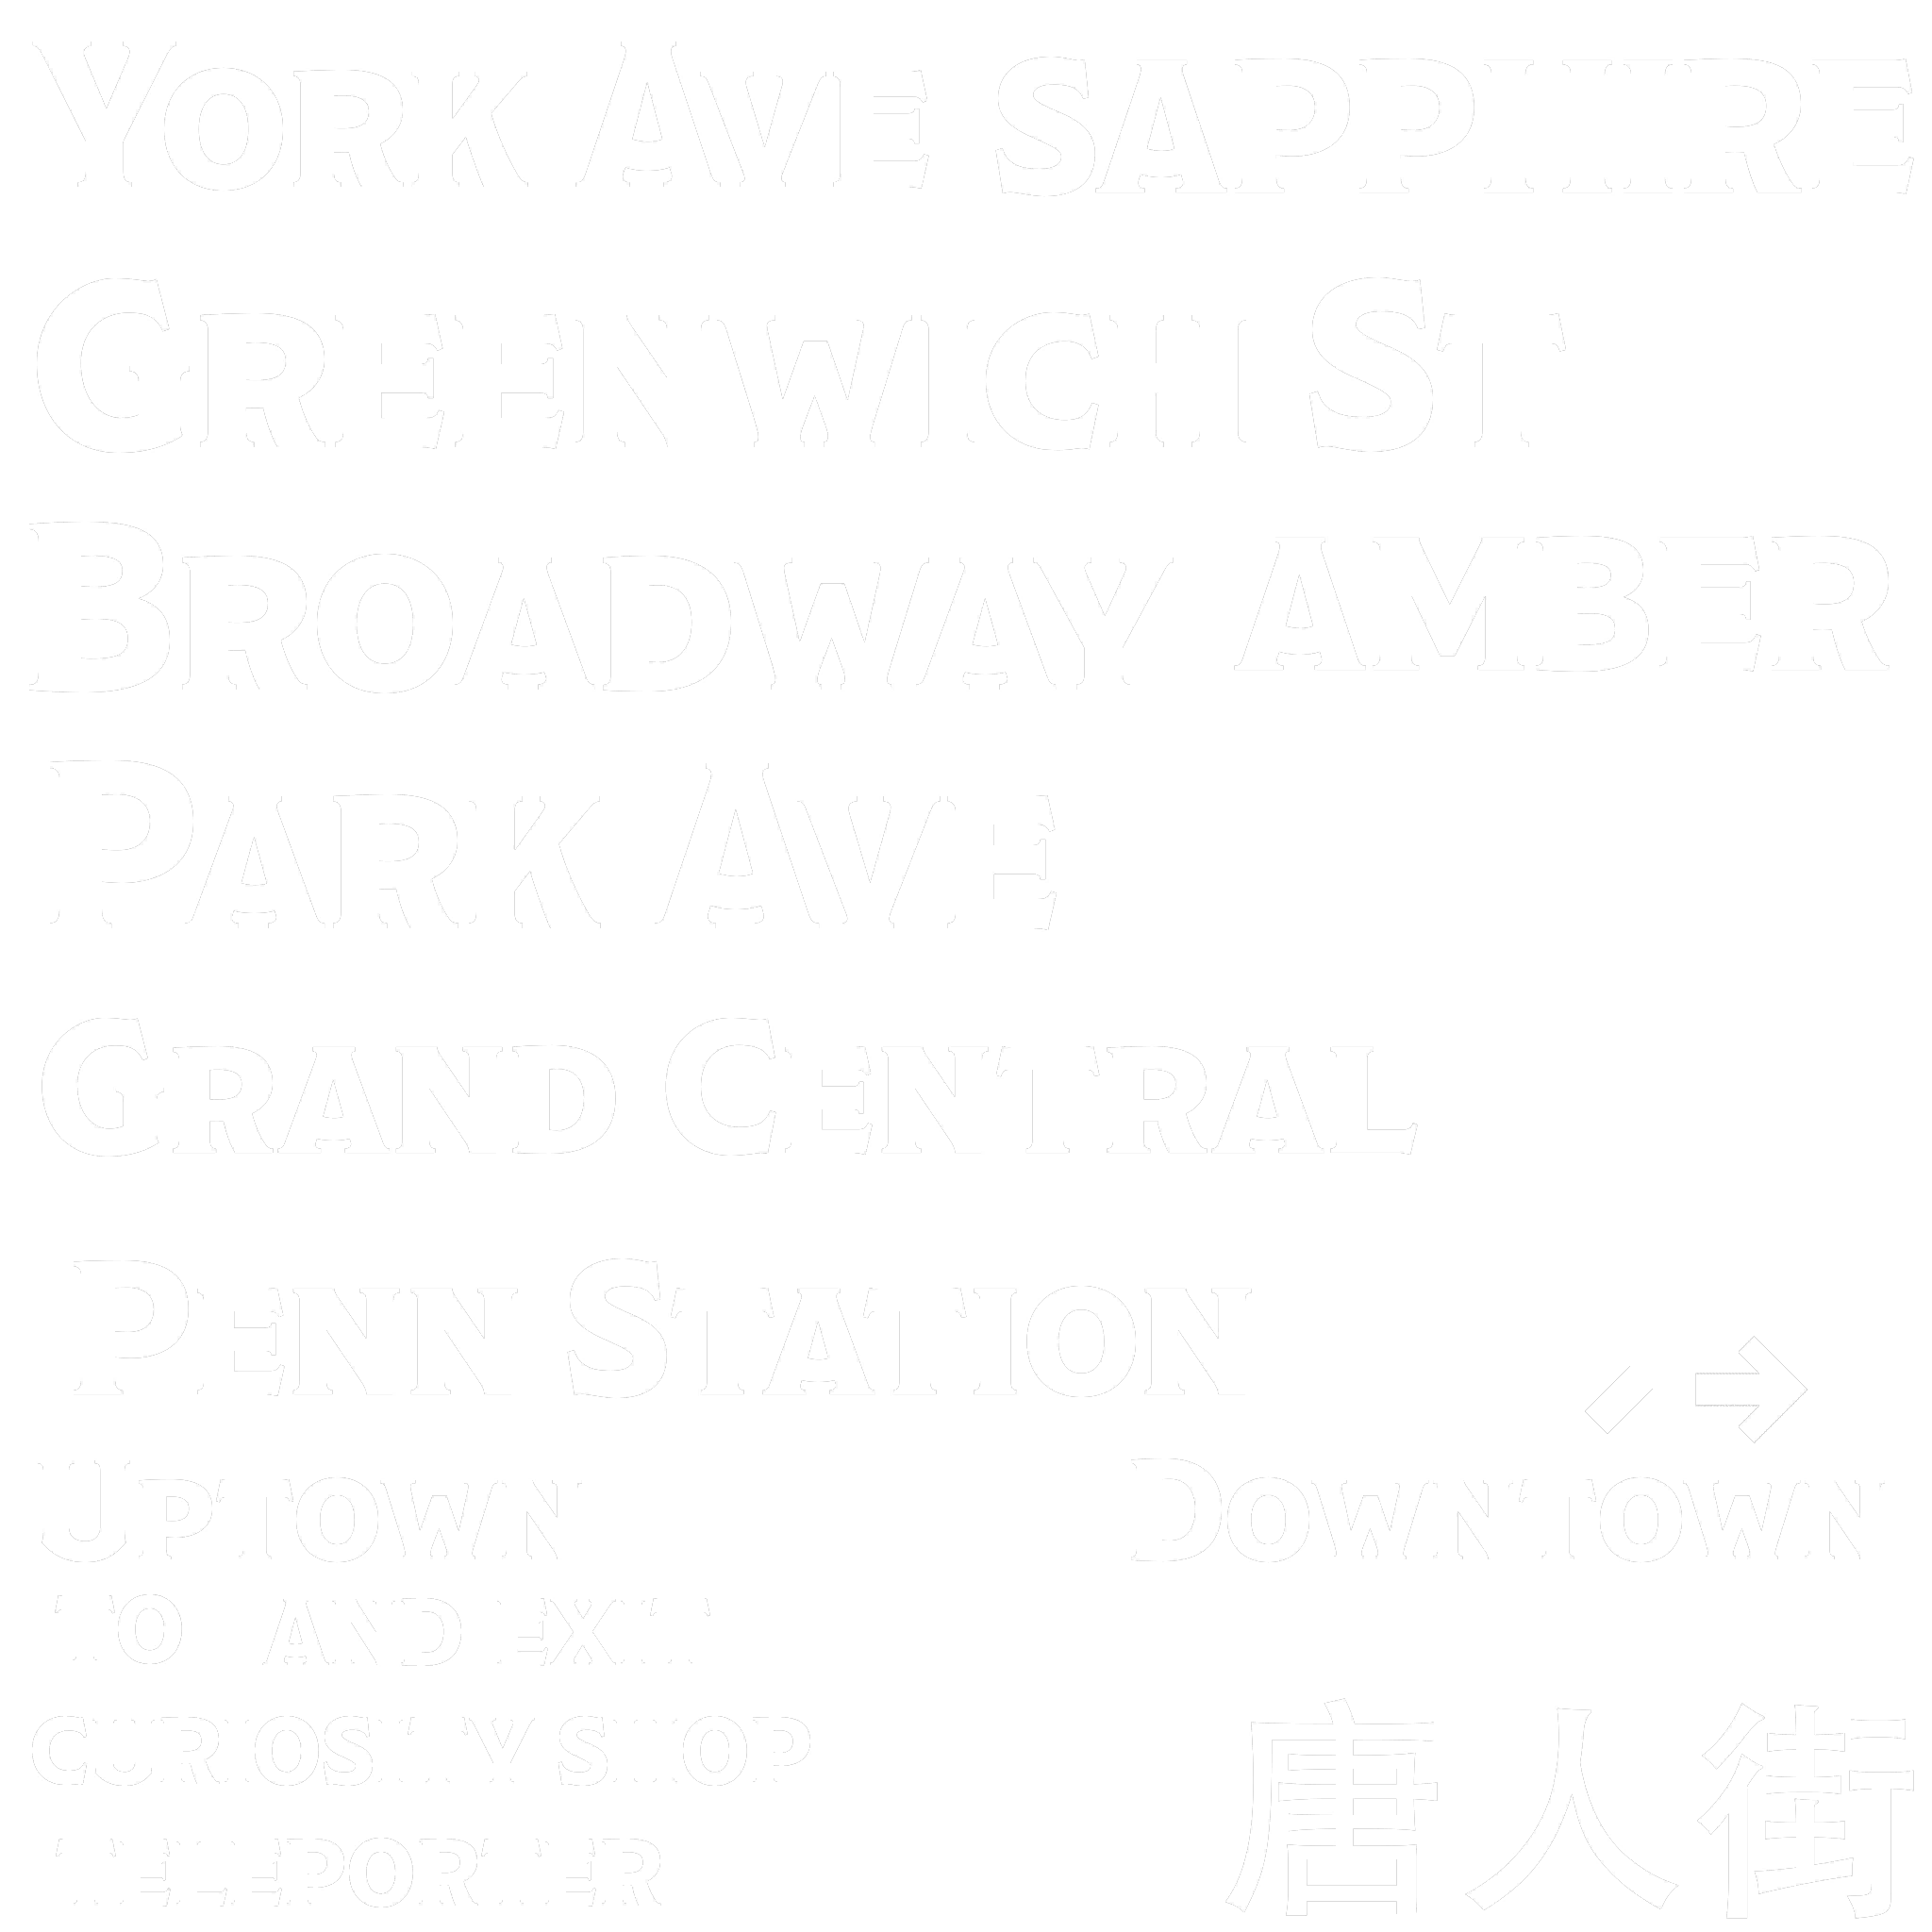 York Ave SAPPHIRE
Greenwich St
Broadway AMBER
Park Ave
Grand Central
Penn Station
Uptown Downtown
TO AND EXIT
CURIOSITY SHOP
TELEPORTER
唐人街